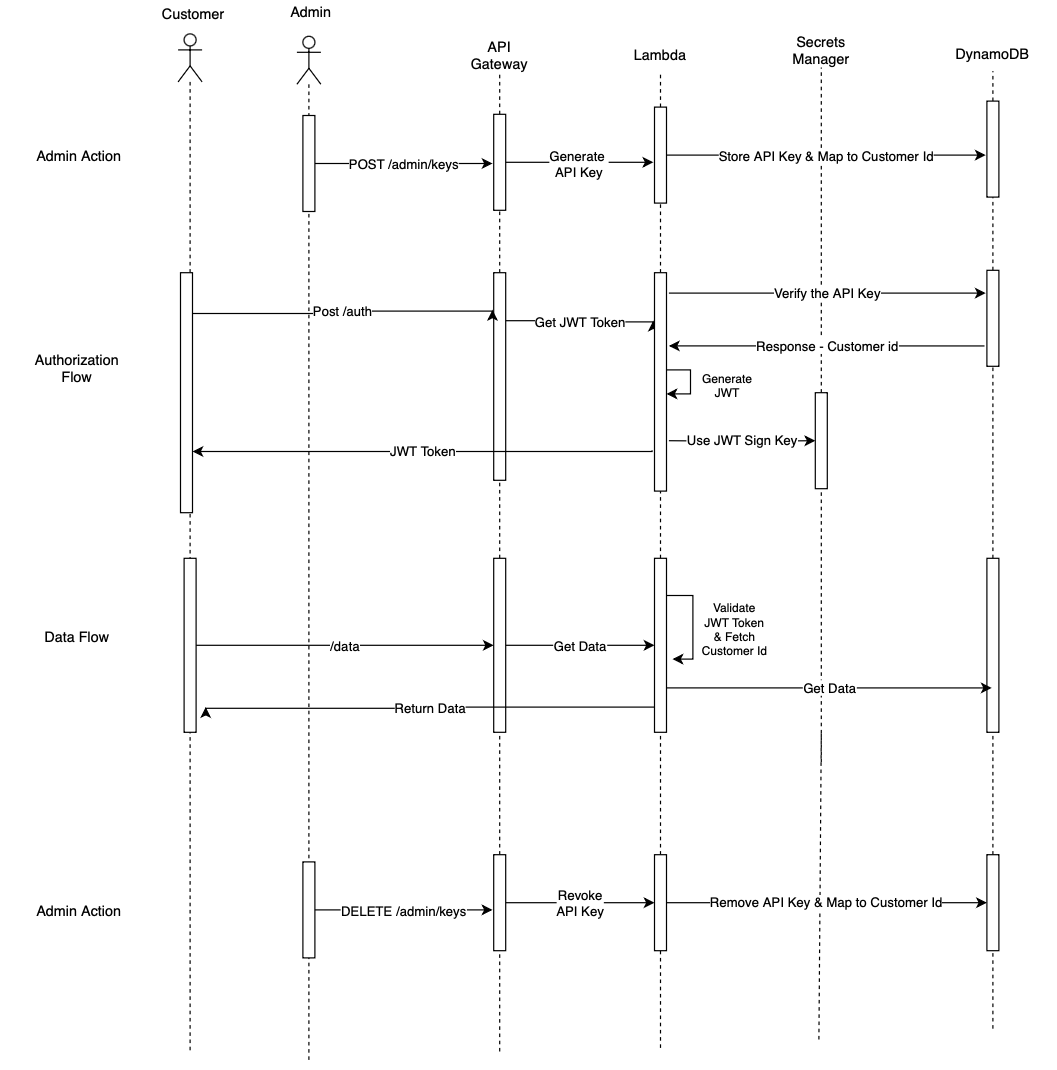 Customer
Admin
API
Gateway
Lambda
Secrets
Manager
DynamoDB
Admin Action
POST /admin/keys
Generate
API Key
Store API Key & Map to Customer Id
Authorization
Flow
Post /auth
Get JWT Token
Verify the API Key
Response - Customer id
Generate
JWT
Use JWT Sign Key
JWT Token
Data Flow
/data
Get Data
Validate
JWT Token
& Fetch
Customer Id
Get Data
Return Data
Admin Action
DELETE /admin/keys
Revoke
API Key
Remove API Key & Map to Customer Id